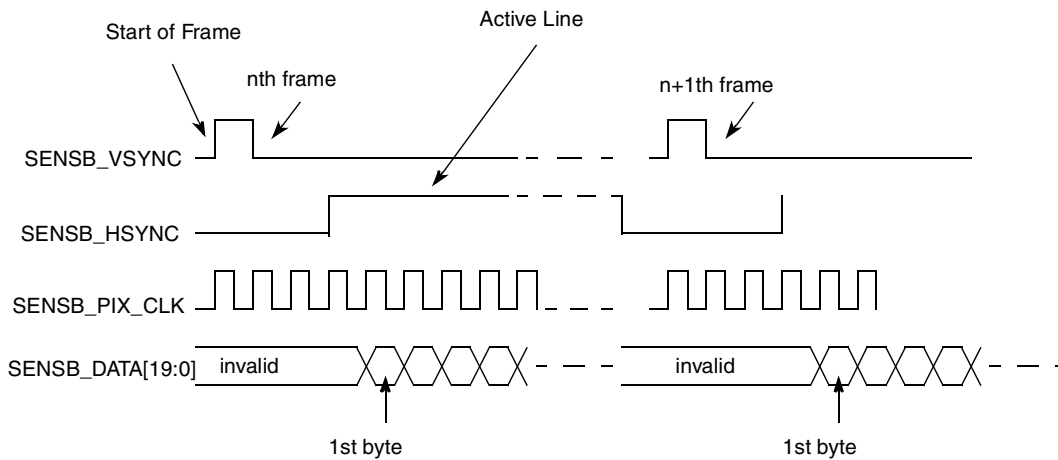 Active Line
Start of Frame
nth frame
n+1th frame
SENSB_VSYNC
SENSB_HSYNC
SENSB_PIX_CLK
SENSB_DATA[19:0]
invalid
invalid
1st byte
1st byte